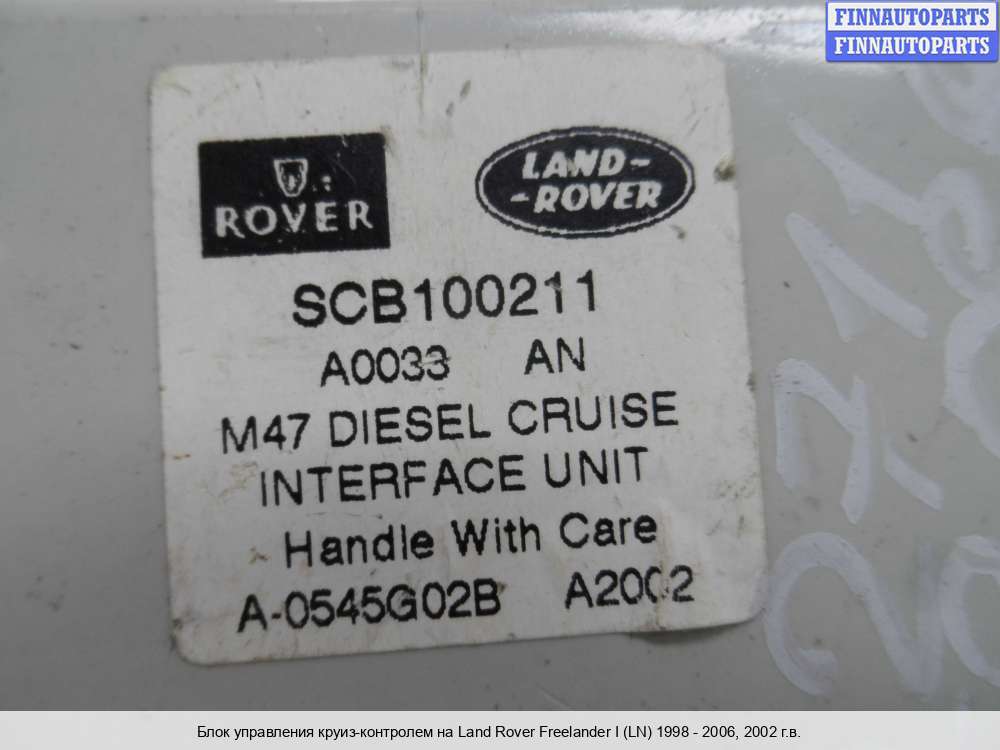 FINNAUTOPARTS
FINNAUTOPARTS
ROVER
LAND-
-ROVER
SCB100211
A0033 AN
M47 DIESEL CRUISE
INTERFACE UNIT
Handle With Care
A-0545G02B A2002
Блок управления круиз-контролем на Land Rover Freelander I (LN) 1998 - 2006, 2002 г.в.